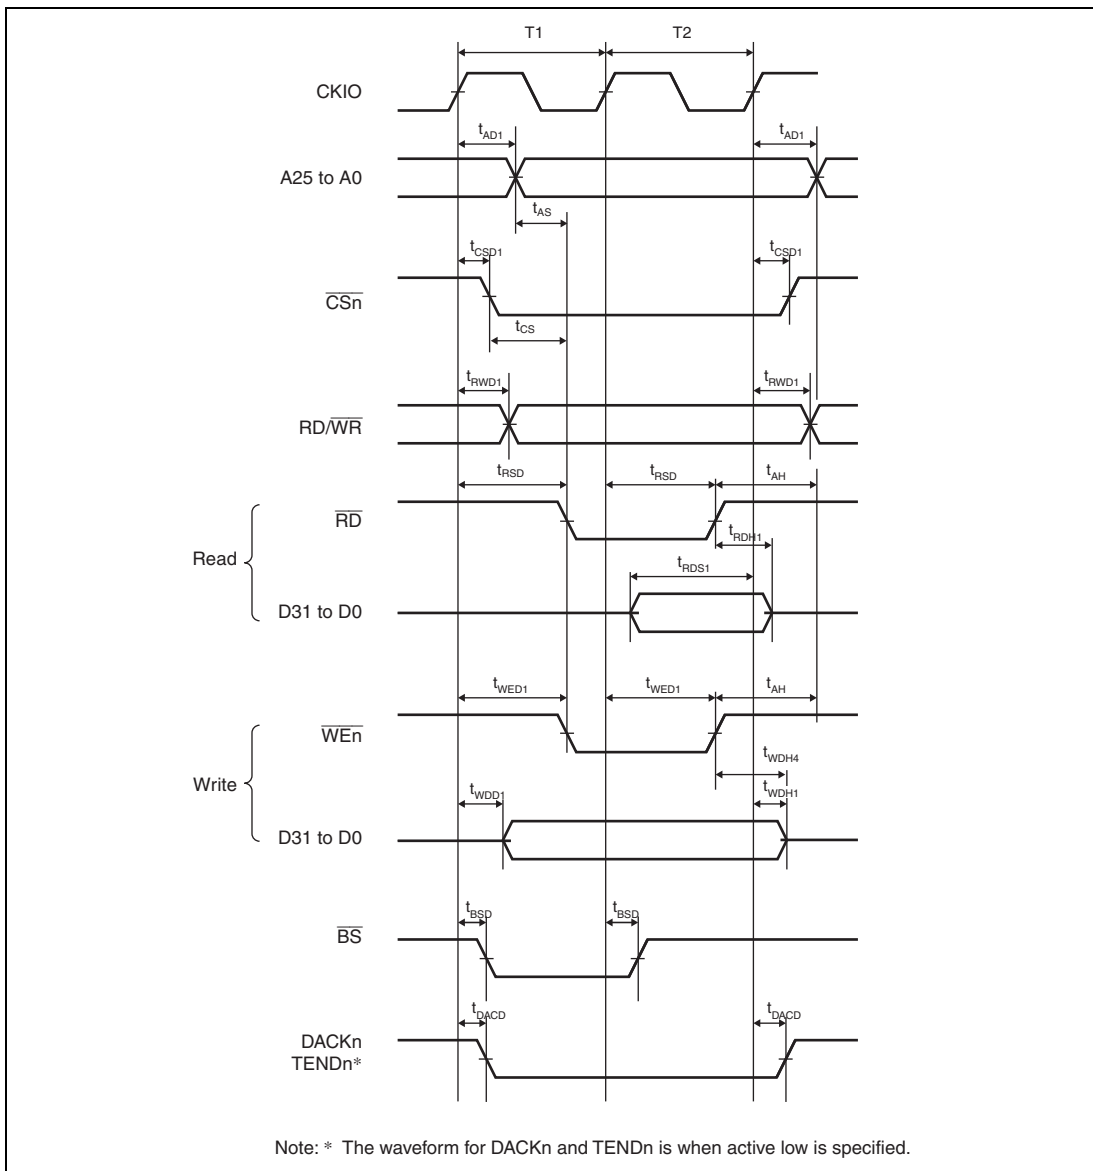 T1 T2
CKIO
tAD1 tAD1
A25 to A0
tAS
tCSD1 tCSD1
CSn
tCS
tRWD1 tRWD1
RD/WR
tRSD tRSD tAH
RD
tRDH1
Read
tRDS1
D31 to D0
tWED1 tWED1 tAH
WEn
tWDH4
Write
tWDD1 tWDH1
D31 to D0
tBSD tBSD
BS
tDACD tDACD
DACKn
TENDn*
Note: * The waveform for DACKn and TENDn is when active low is specified.